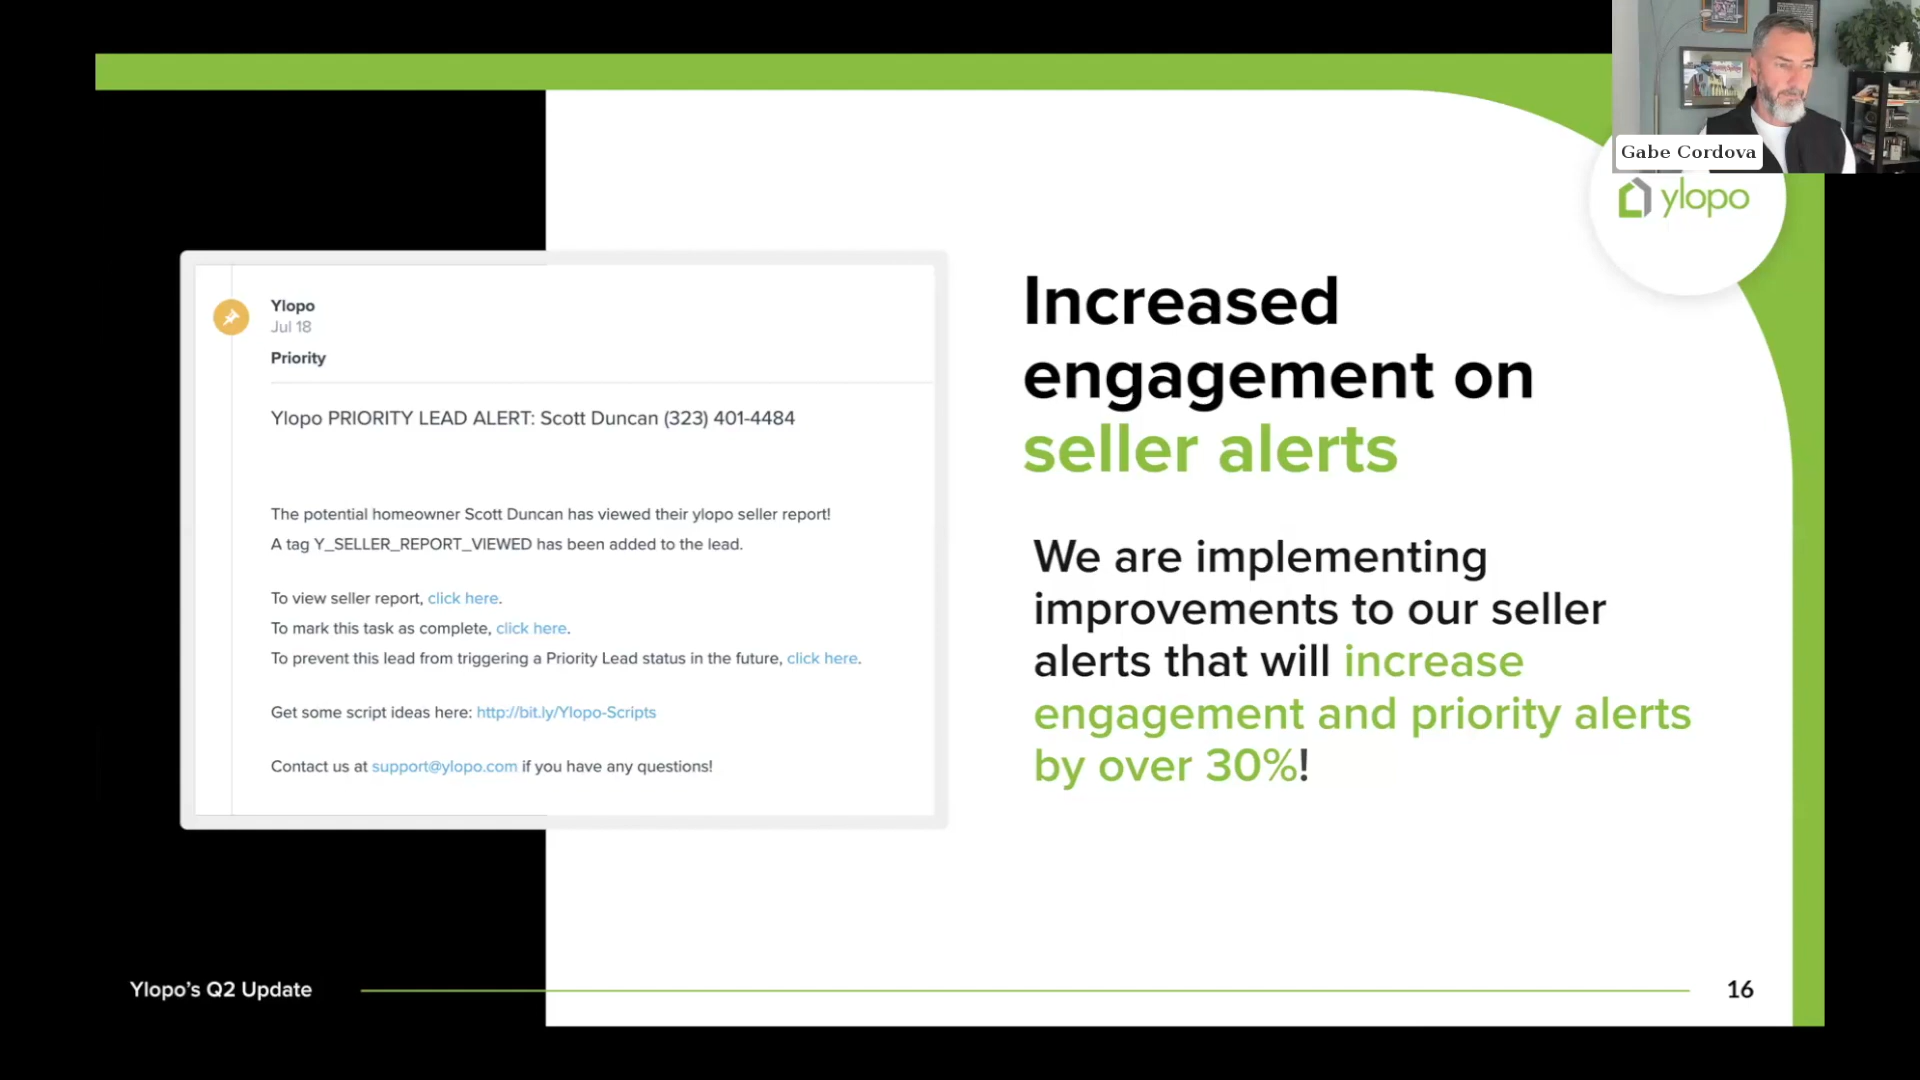 Gabe Cordova
ylopo
Ylopo
Jul 18
Priority
Ylopo PRIORITY LEAD ALERT: Scott Duncan (323) 401-4484
The potential homeowner Scott Duncan has viewed their ylopo seller report!
A tag Y_SELLER_REPORT_VIEWED has been added to the lead.
To view seller report, click here.
To mark this task as complete, click here.
To prevent this lead from triggering a Priority Lead status in the future, click here.
Get some script ideas here: http://bit.ly/Ylopo-Scripts
Contact us at support@ylopo.com if you have any questions!
Increased
engagement on
seller alerts
We are implementing
improvements to our seller
alerts that will increase
engagement and priority alerts
by over 30%!
Ylopo’s Q2 Update
16